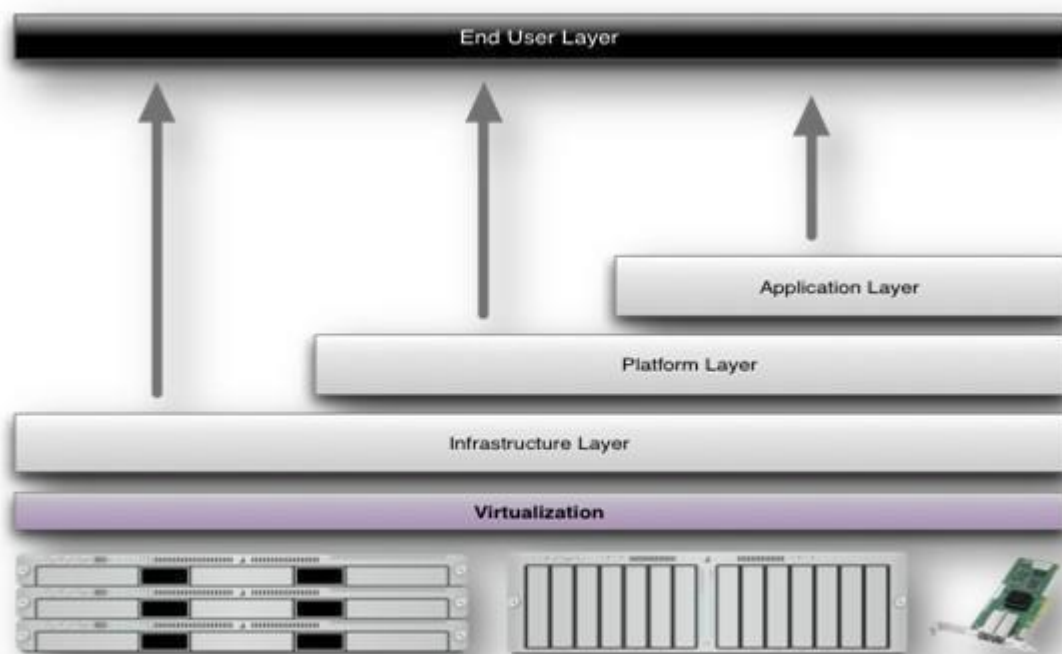 End User Layer
Application Layer
Platform Layer
Infrastructure Layer
Virtualization